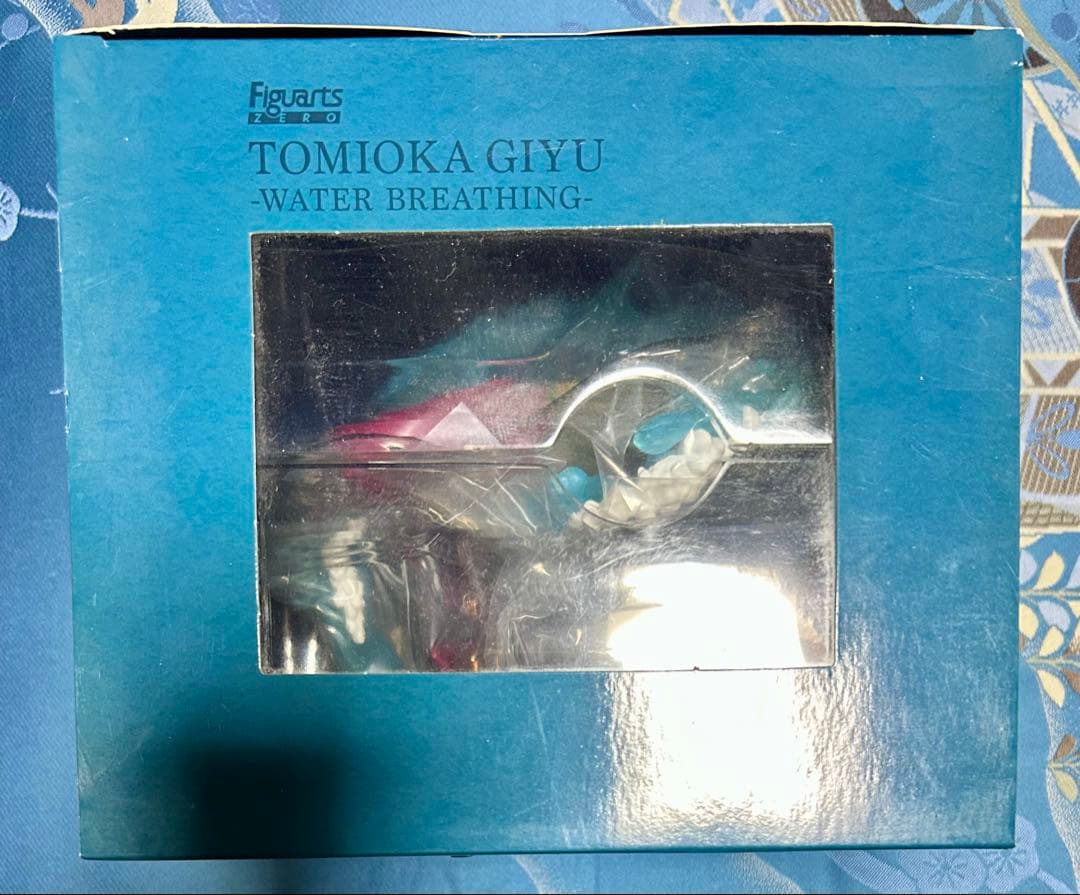 Figuarts
ZERO
TOMIOKA GIYU
-WATER BREATHING-